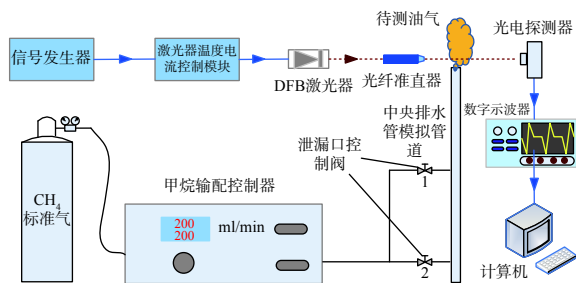 待测油气
光电探测器
信号发生器
激光器温度电
流控制模块
DFB激光器
光纤准直器
数字示波器
中央排水
管模拟管
道
泄漏口控
制阀
1
CH4
标准气
甲烷输配控制器
200
200
ml/min
2
计算机